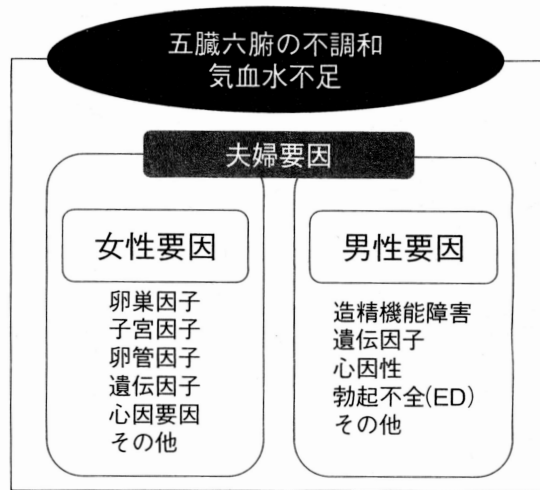 五臓六腑の不調和
気血水不足
夫婦要因
女性要因
卵巣因子
子宮因子
卵管因子
遺伝因子
心因要因
その他
男性要因
造精機能障害
遺伝因子
心因性
勃起不全(ED)
その他